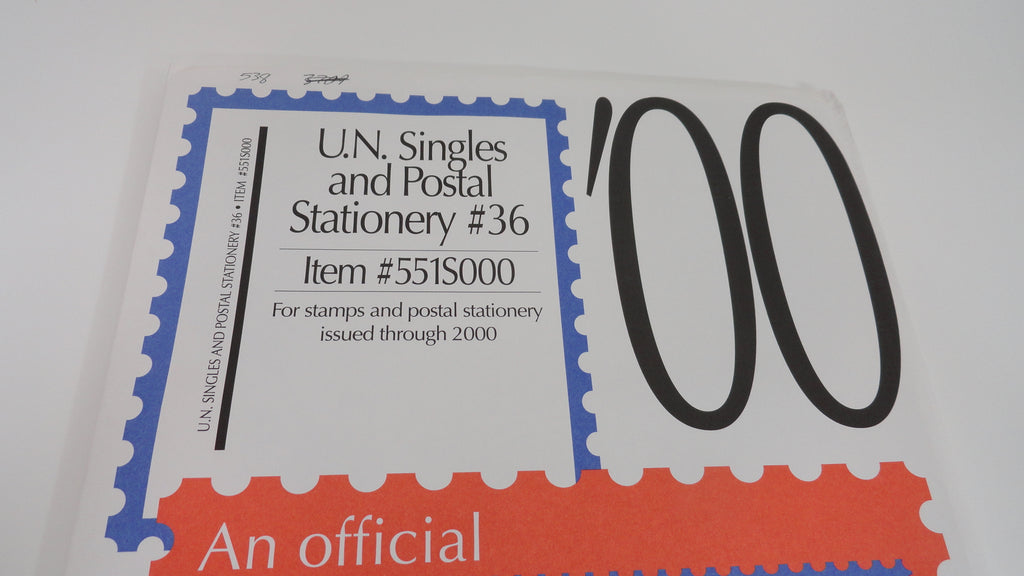 538
'00
U.N. Singles
and Postal
Stationery #36
Item #551S000
For stamps and postal stationery
issued through 2000
U.N. SINGLES AND POSTAL STATIONERY #36 • ITEM #551S000
An official